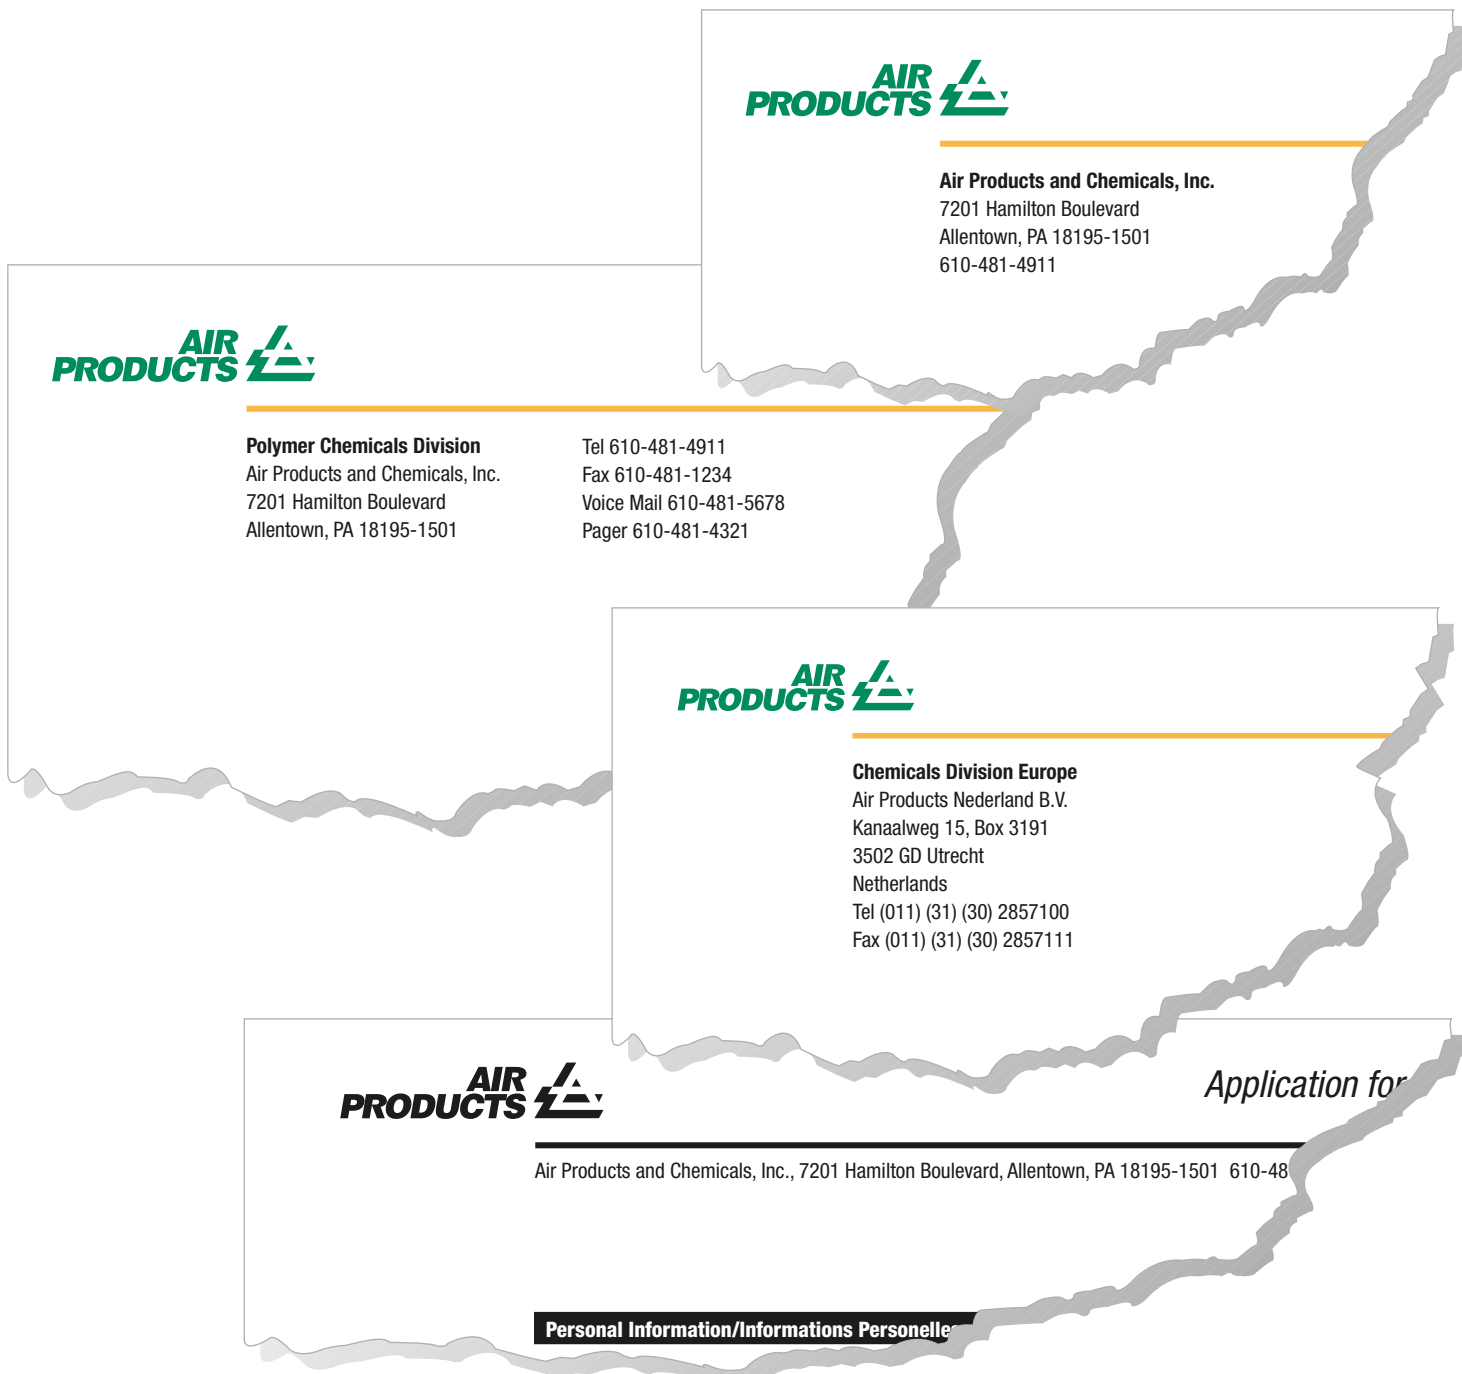 AIR
PRODUCTS
Air Products and Chemicals, Inc.
7201 Hamilton Boulevard
Allentown, PA 18195-1501
610-481-4911
AIR
PRODUCTS
Polymer Chemicals Division
Air Products and Chemicals, Inc.
7201 Hamilton Boulevard
Allentown, PA 18195-1501
Tel 610-481-4911
Fax 610-481-1234
Voice Mail 610-481-5678
Pager 610-481-4321
AIR
PRODUCTS
Chemicals Division Europe
Air Products Nederland B.V.
Kanaalweg 15, Box 3191
3502 GD Utrecht
Netherlands
Tel (011) (31) (30) 2857100
Fax (011) (31) (30) 2857111
AIR
PRODUCTS
Application for
Air Products and Chemicals, Inc., 7201 Hamilton Boulevard, Allentown, PA 18195-1501 610-48
Personal Information/Informations Personelle